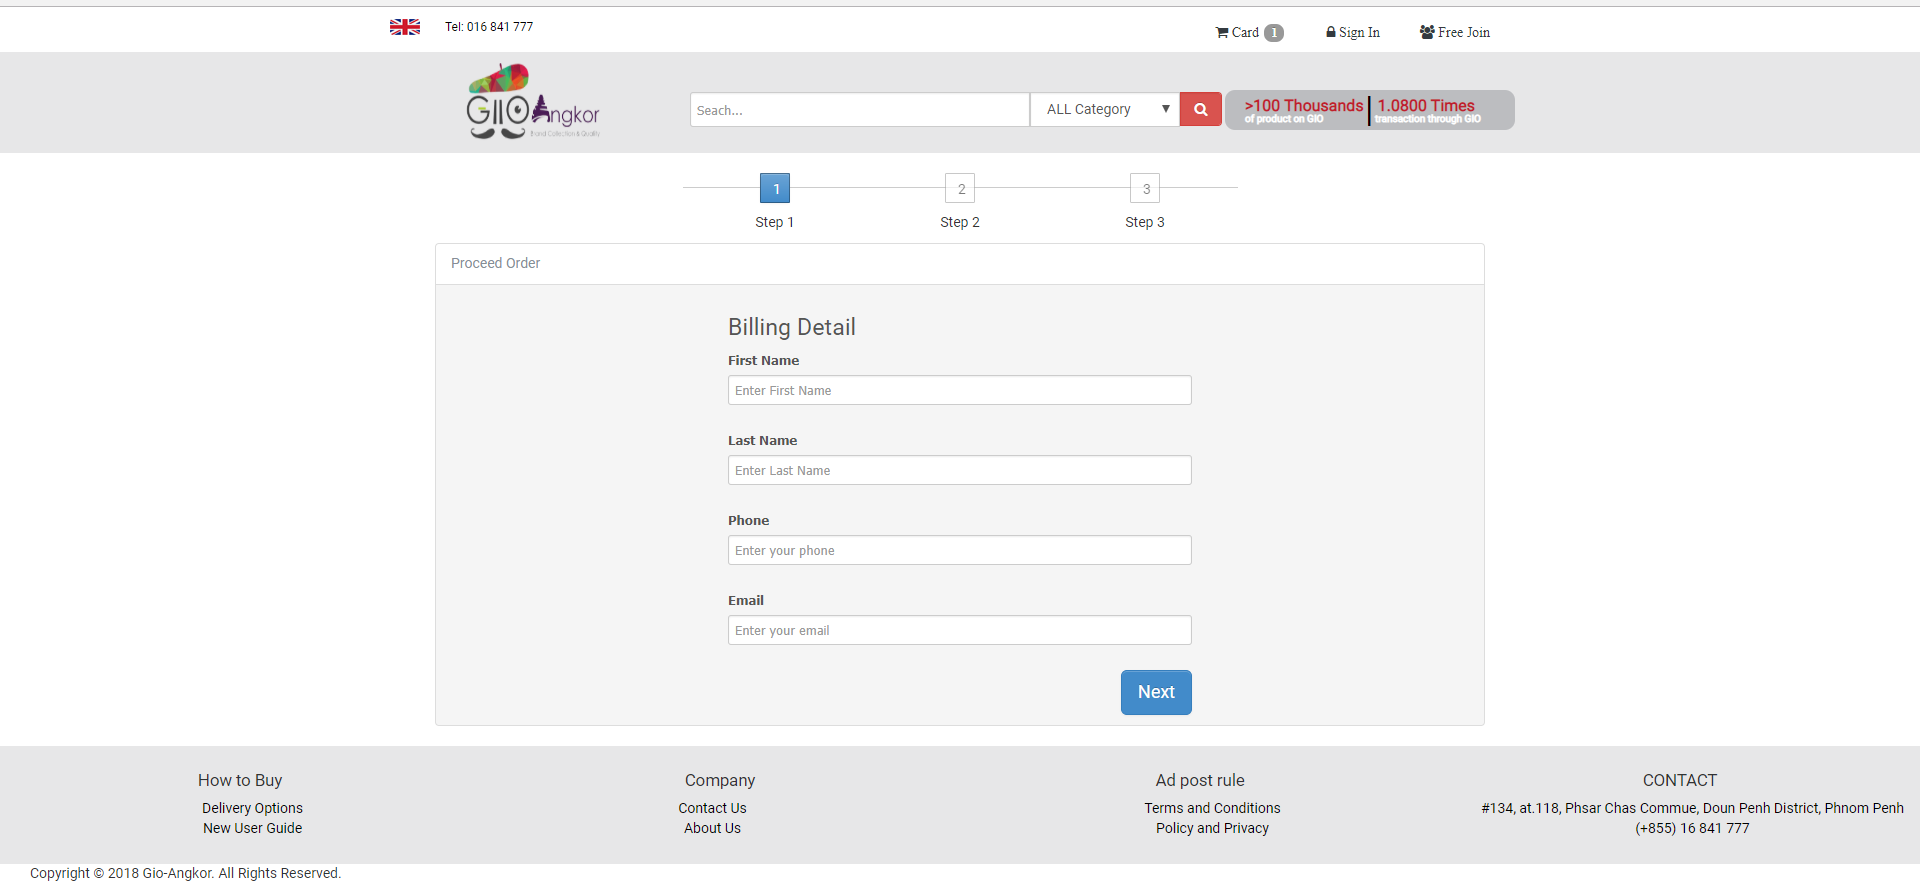 Tel: 016 841 777
Card 1
Sign In
Free Join
GIIO Angkor
Brand Collection & Quality
Seach...
ALL Category
>100 Thousands
of product on GIO
1.0800 Times
transaction through GIO
1
2
3
Step 1
Step 2
Step 3
Proceed Order
Billing Detail
First Name
Enter First Name
Last Name
Enter Last Name
Phone
Enter your phone
Email
Enter your email
Next
How to Buy
Delivery Options
New User Guide
Company
Contact Us
About Us
Ad post rule
Terms and Conditions
Policy and Privacy
CONTACT
#134, at.118, Phsar Chas Commue, Doun Penh District, Phnom Penh
(+855) 16 841 777
Copyright © 2018 Gio-Angkor. All Rights Reserved.